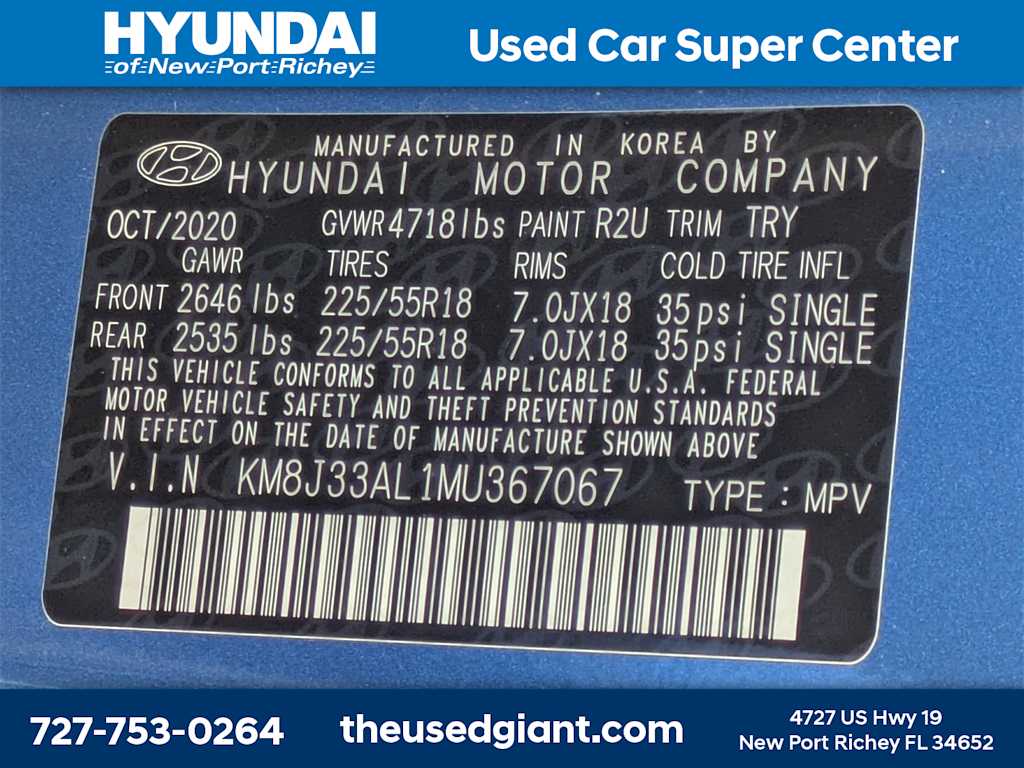 HYUNDAI
of New Port Richey
Used Car Super Center
MANUFACTURED IN KOREA BY
HYUNDAI MOTOR COMPANY
OCT/2020 GVWR 4718lbs PAINT R2U TRIM TRY
GAWR TIRES RIMS COLD TIRE INFL
FRONT 2646 lbs 225/55R18 7.0JX18 35psi SINGLE
REAR 2535 lbs 225/55R18 7.0JX18 35psi SINGLE
THIS VEHICLE CONFORMS TO ALL APPLICABLE U.S.A. FEDERAL
MOTOR VEHICLE SAFETY AND THEFT PREVENTION STANDARDS
IN EFFECT ON THE DATE OF MANUFACTURE SHOWN ABOVE
V.I.N KM8J33AL1MU367067 TYPE : MPV
727-753-0264
theusedgiant.com
4727 US Hwy 19
New Port Richey FL 34652